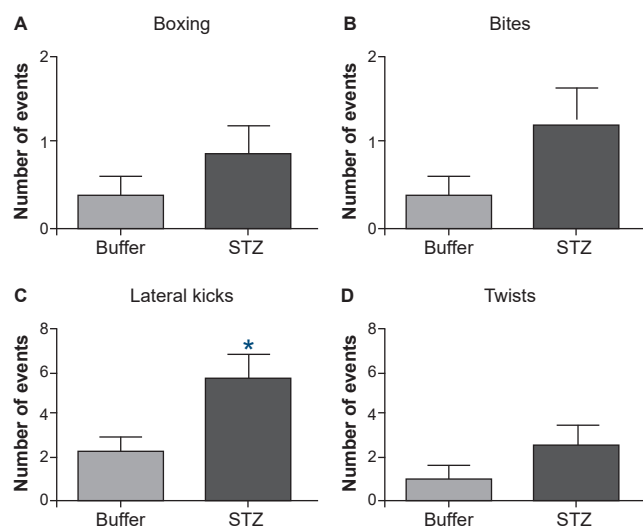 A Boxing
Number of events
2
1
0
Buffer STZ
B Bites
Number of events
2
1
0
Buffer STZ
C Lateral kicks
Number of events
8
6
4
2
0
*
Buffer STZ
D Twists
Number of events
8
6
4
2
0
Buffer STZ